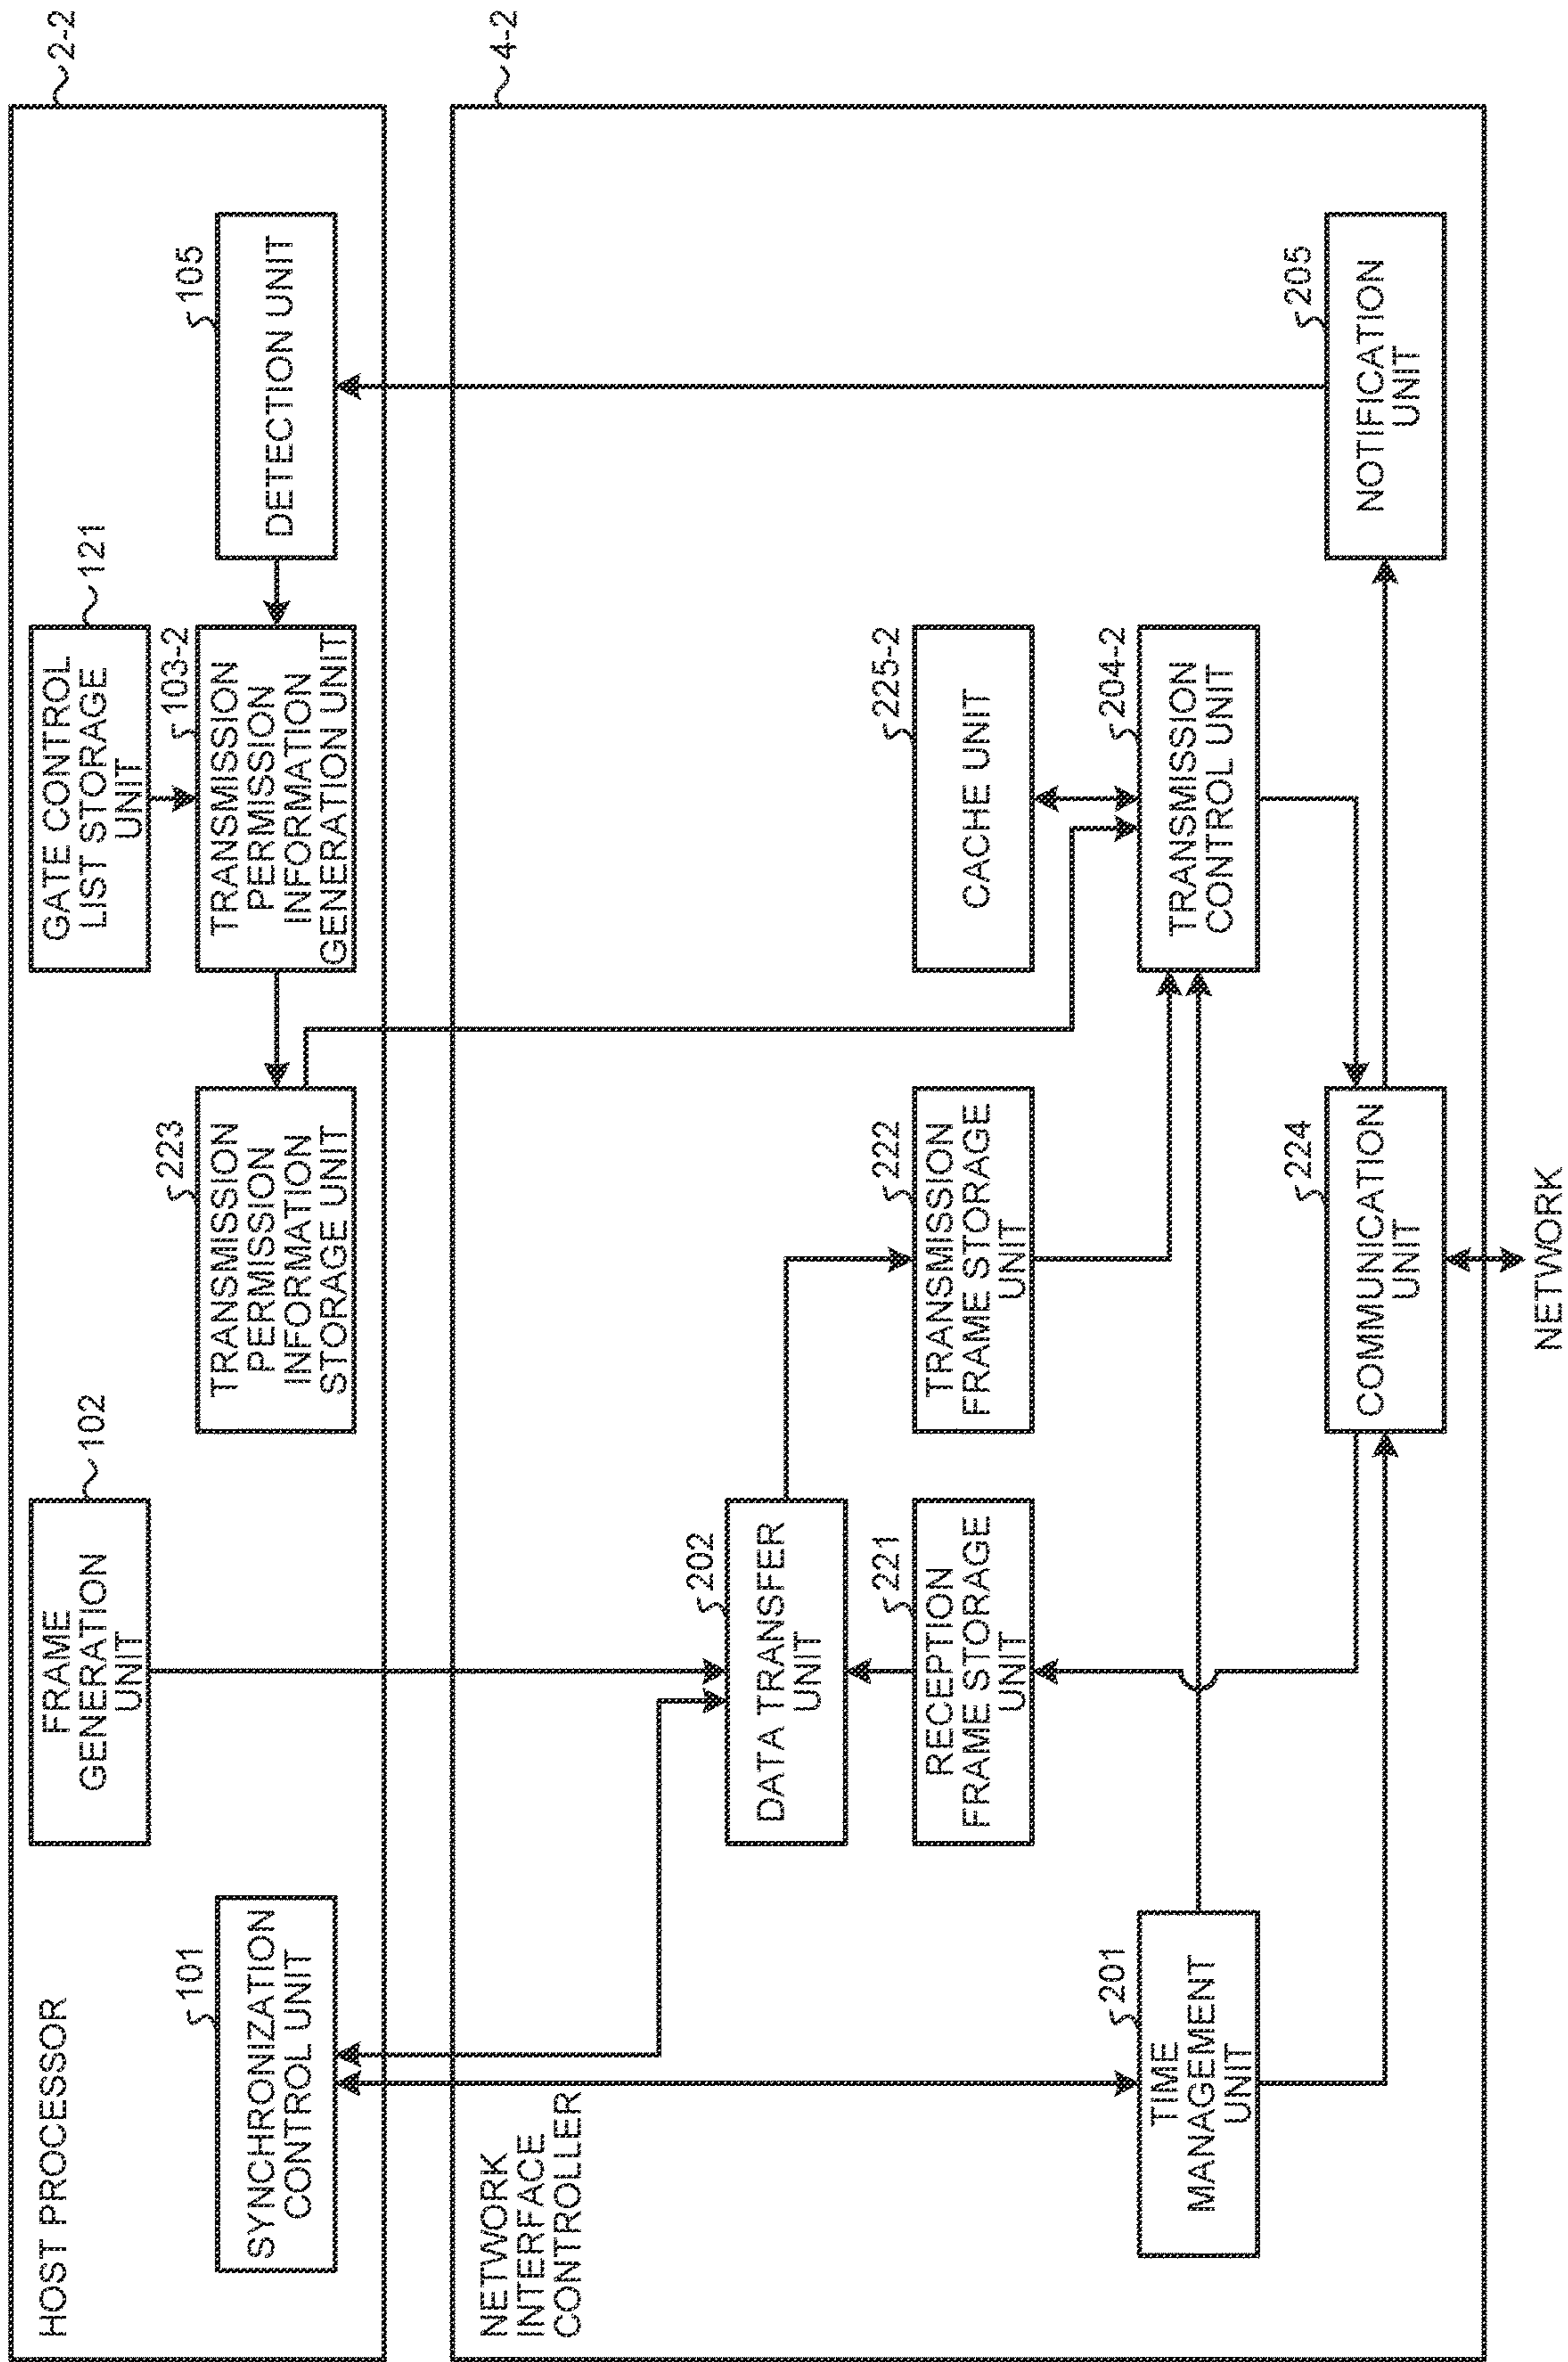 HOST PROCESSOR
2-2
SYNCHRONIZATION
CONTROL UNIT
101
FRAME
GENERATION
UNIT
102
TRANSMISSION
PERMISSION
INFORMATION
STORAGE UNIT
223
GATE CONTROL
LIST STORAGE
UNIT
121
TRANSMISSION
PERMISSION
INFORMATION
GENERATION UNIT
103-2
DETECTION UNIT
105
NETWORK
INTERFACE
CONTROLLER
4-2
DATA TRANSFER
UNIT
202
RECEPTION
FRAME STORAGE
UNIT
221
TRANSMISSION
FRAME STORAGE
UNIT
222
CACHE UNIT
225-2
TIME
MANAGEMENT
UNIT
201
TRANSMISSION
CONTROL UNIT
204-2
COMMUNICATION
UNIT
224
NOTIFICATION
UNIT
205
NETWORK